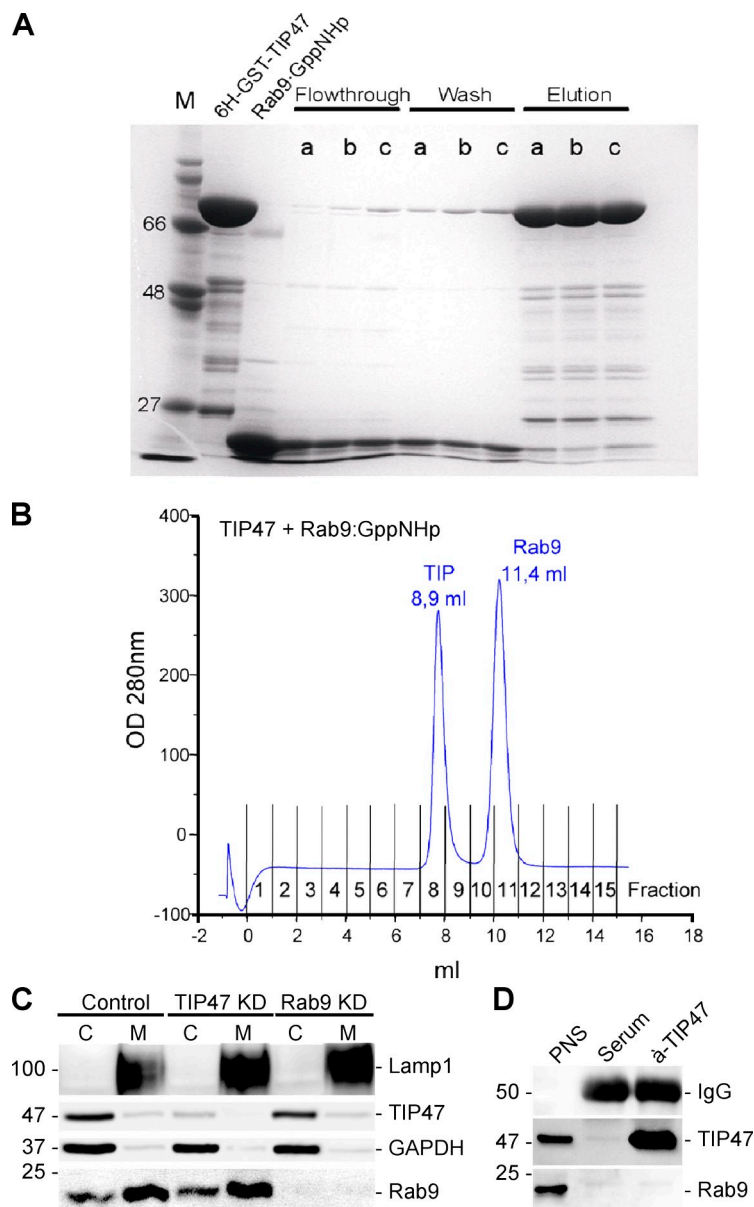 A
M
6H-GST-TIP47
Rab9·GppNHp
Flowthrough
Wash
Elution
a b c a b c a b c
66
48
27
B
TIP47 + Rab9:GppNHp
TIP
8,9 ml
Rab9
11,4 ml
OD 280nm
400
300
200
100
0
-100
1 2 3 4 5 6 7 8 9 10 11 12 13 14 15 Fraction
-2 0 2 4 6 8 10 12 14 16 18
ml
C
Control TIP47 KD Rab9 KD
C M C M C M
100 - - Lamp1
47 - - TIP47
37 - - GAPDH
25 -
- Rab9
D
PNS
Serum
à-TIP47
50 - - IgG
47 - - TIP47
25 -
- Rab9